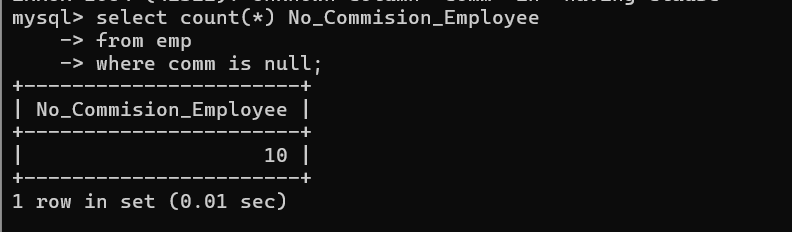 mysql> select count(*) No_Commision_Employee
    -> from emp
    -> where comm is null;
+-----------------------+
| No_Commision_Employee |
+-----------------------+
|                    10 |
+-----------------------+
1 row in set (0.01 sec)